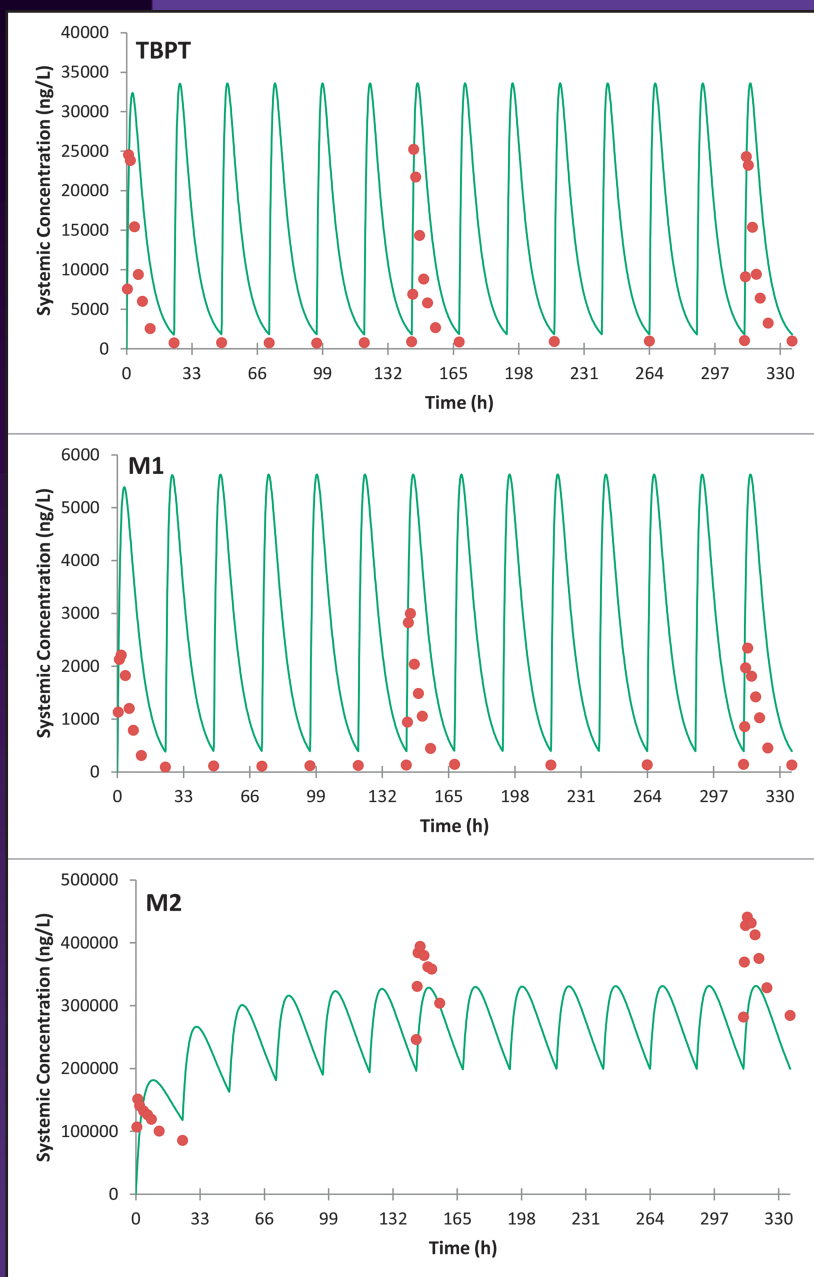 TBPT
Systemic Concentration (ng/L)
40000
35000
30000
25000
20000
15000
10000
5000
0
0 33 66 99 132 165 198 231 264 297 330
Time (h)
M1
Systemic Concentration (ng/L)
6000
5000
4000
3000
2000
1000
0
0 33 66 99 132 165 198 231 264 297 330
Time (h)
M2
Systemic Concentration (ng/L)
500000
400000
300000
200000
100000
0
0 33 66 99 132 165 198 231 264 297 330
Time (h)